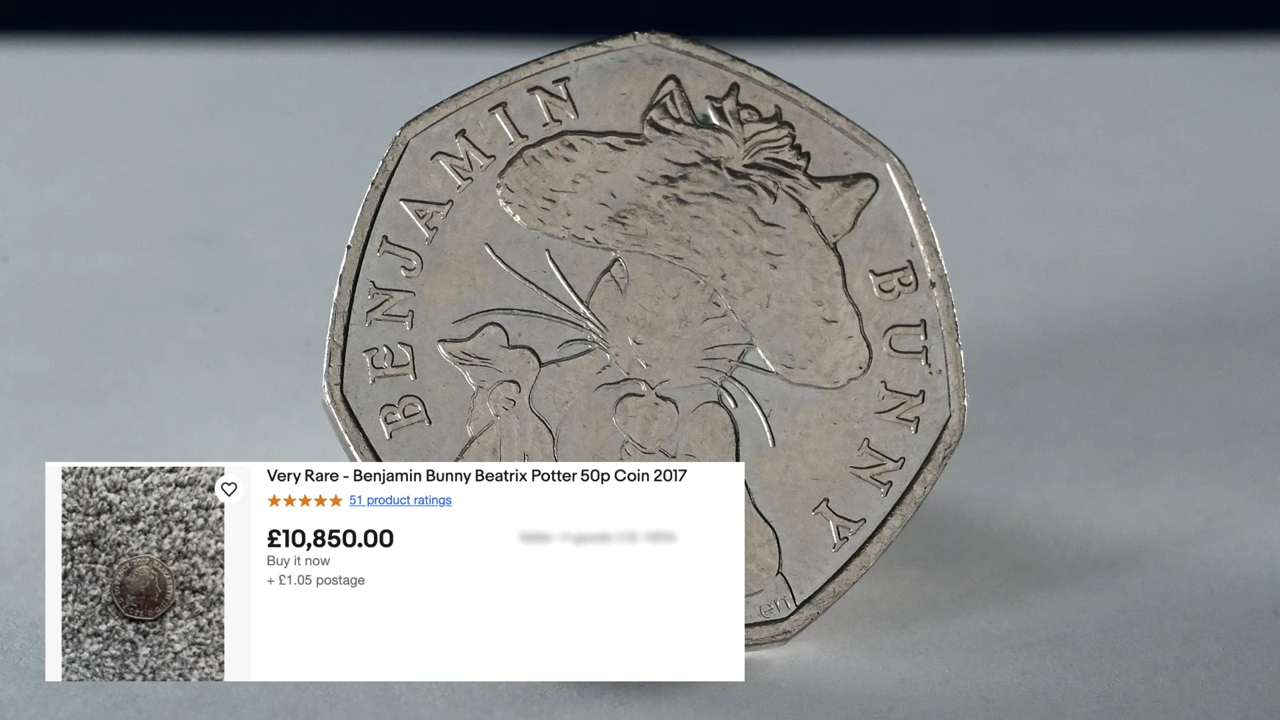 BENJAMIN BUNNY
en
Very Rare - Benjamin Bunny Beatrix Potter 50p Coin 2017
51 product ratings
£10,850.00
Buy it now
+ £1.05 postage